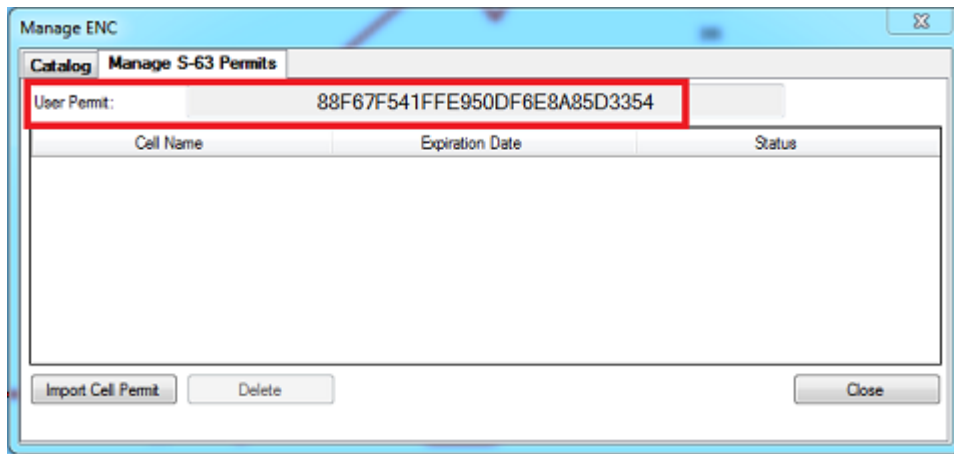 Manage ENC
Catalog Manage S-63 Permits
User Permit: 88F67F541FFE950DF6E8A85D3354
Cell Name Expiration Date Status
Import Cell Permit Delete Close